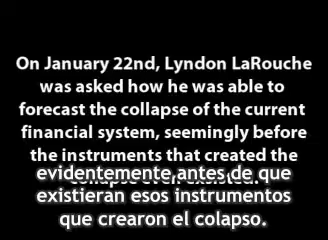 On January 22nd, Lyndon LaRouche
was asked how he was able to
forecast the collapse of the current
financial system, seemingly before
the instruments that created the
evidentemente antes de que
existieran esos instrumentos
que crearon el colapso.